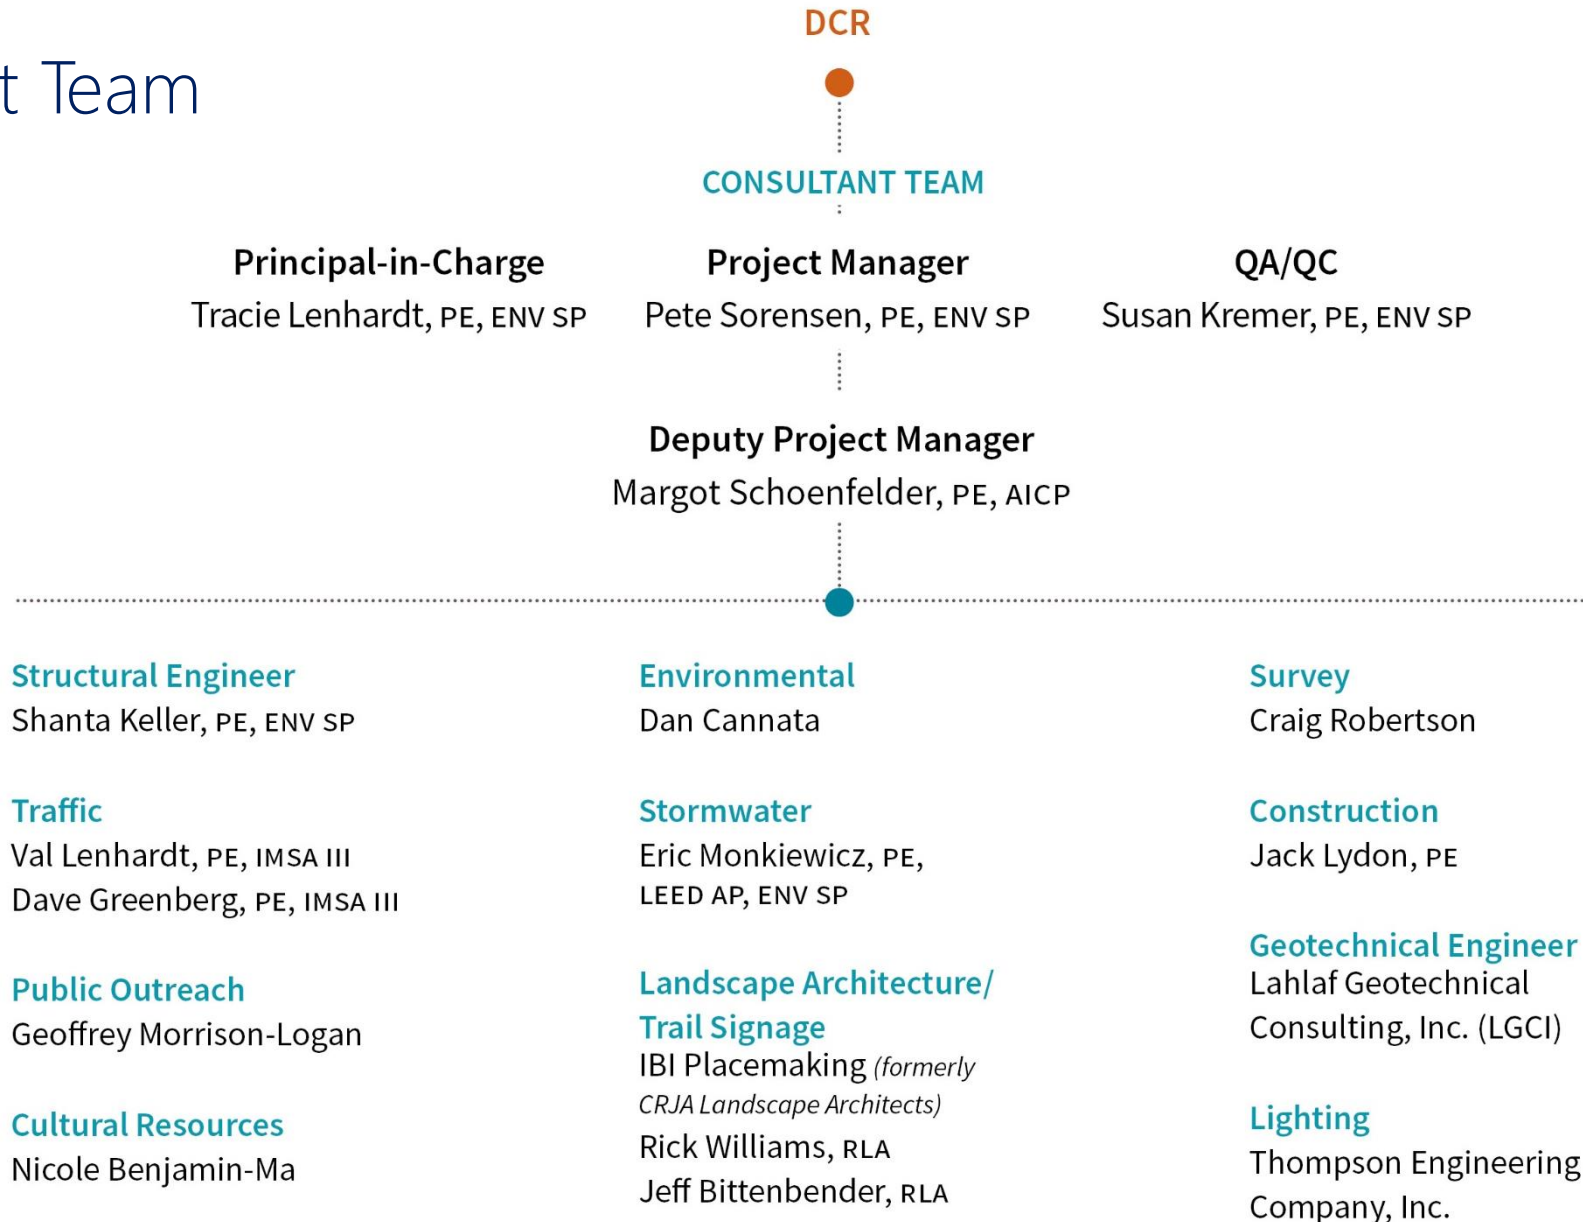 DCR
t Team
CONSULTANT TEAM
Principal-in-Charge
Tracie Lenhardt, PE, ENV SP
Project Manager
Pete Sorensen, PE, ENV SP
QA/QC
Susan Kremer, PE, ENV SP
Deputy Project Manager
Margot Schoenfelder, PE, AICP
Structural Engineer
Shanta Keller, PE, ENV SP
Traffic
Val Lenhardt, PE, IMSA III
Dave Greenberg, PE, IMSA III
Public Outreach
Geoffrey Morrison-Logan
Cultural Resources
Nicole Benjamin-Ma
Environmental
Dan Cannata
Stormwater
Eric Monkiewicz, PE,
LEED AP, ENV SP
Landscape Architecture/
Trail Signage
IBI Placemaking (formerly
CRJA Landscape Architects)
Rick Williams, RLA
Jeff Bittenbender, RLA
Survey
Craig Robertson
Construction
Jack Lydon, PE
Geotechnical Engineer
Lahlaf Geotechnical
Consulting, Inc. (LGCI)
Lighting
Thompson Engineering
Company, Inc.